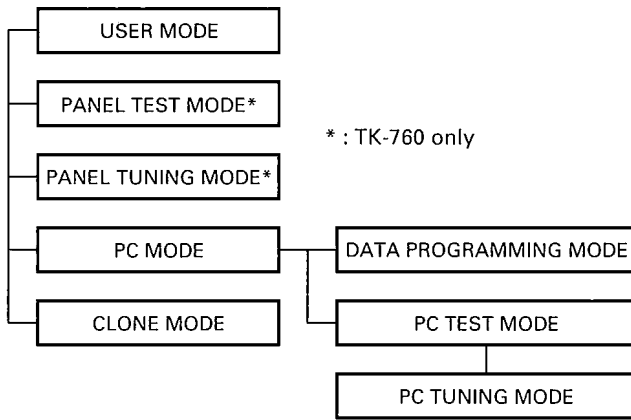 USER MODE
PANEL TEST MODE*
* : TK-760 only
PANEL TUNING MODE*
PC MODE
DATA PROGRAMMING MODE
CLONE MODE
PC TEST MODE
PC TUNING MODE